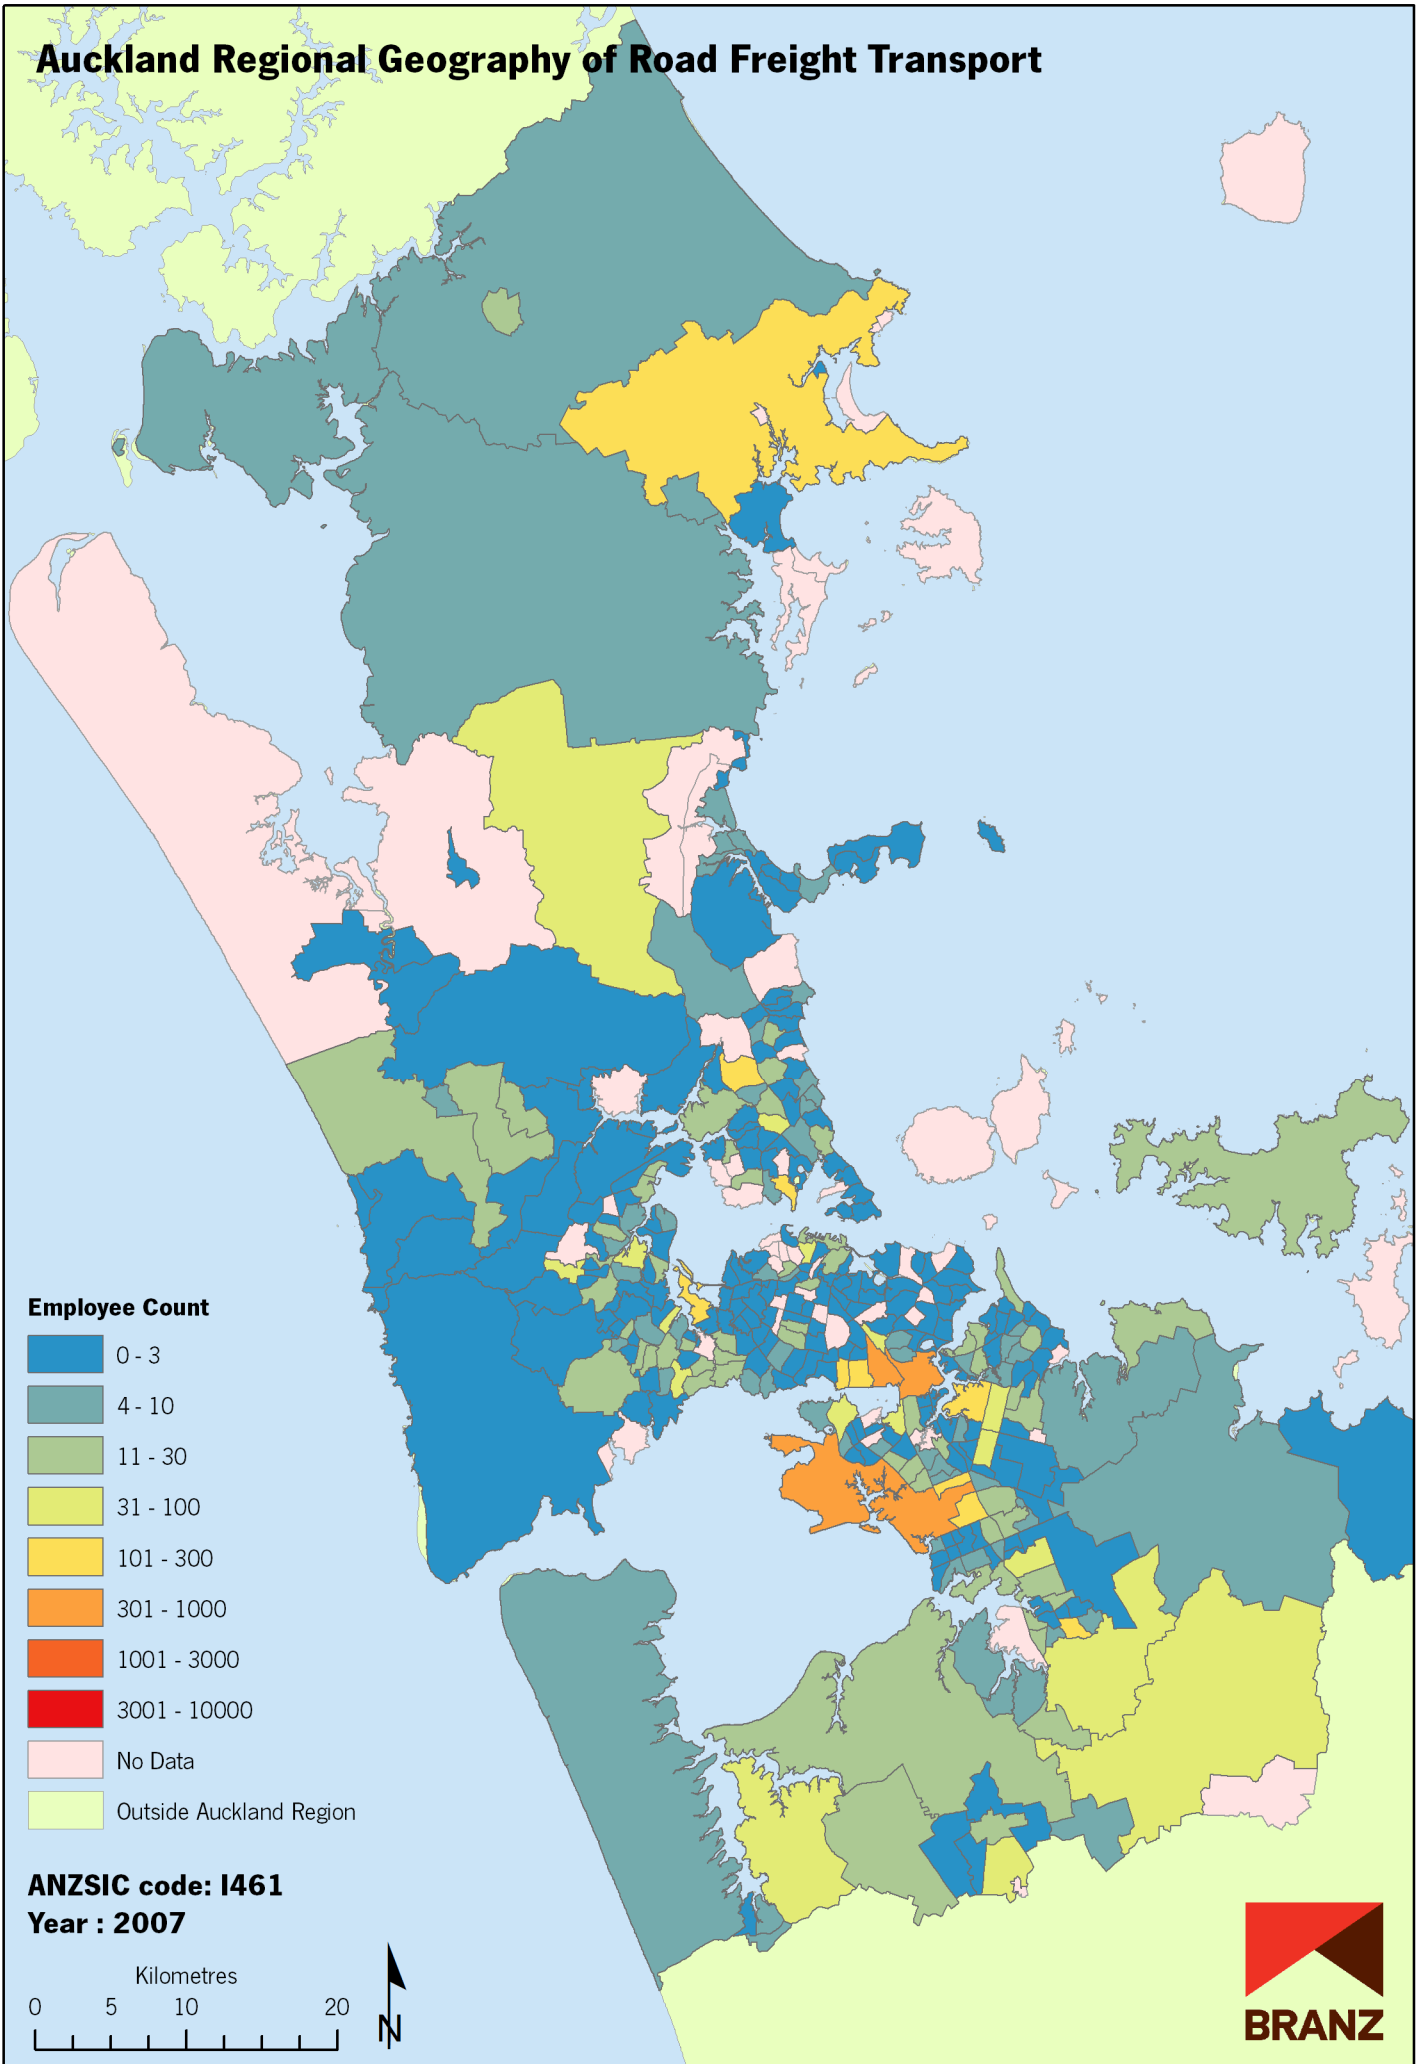 Auckland Regional Geography of Road Freight Transport
Employee Count
0 - 3
4 - 10
11 - 30
31 - 100
101 - 300
301 - 1000
1001 - 3000
3001 - 10000
No Data
Outside Auckland Region
ANZSIC code: I461
Year : 2007
Kilometres
0 5 10 20
N
BRANZ